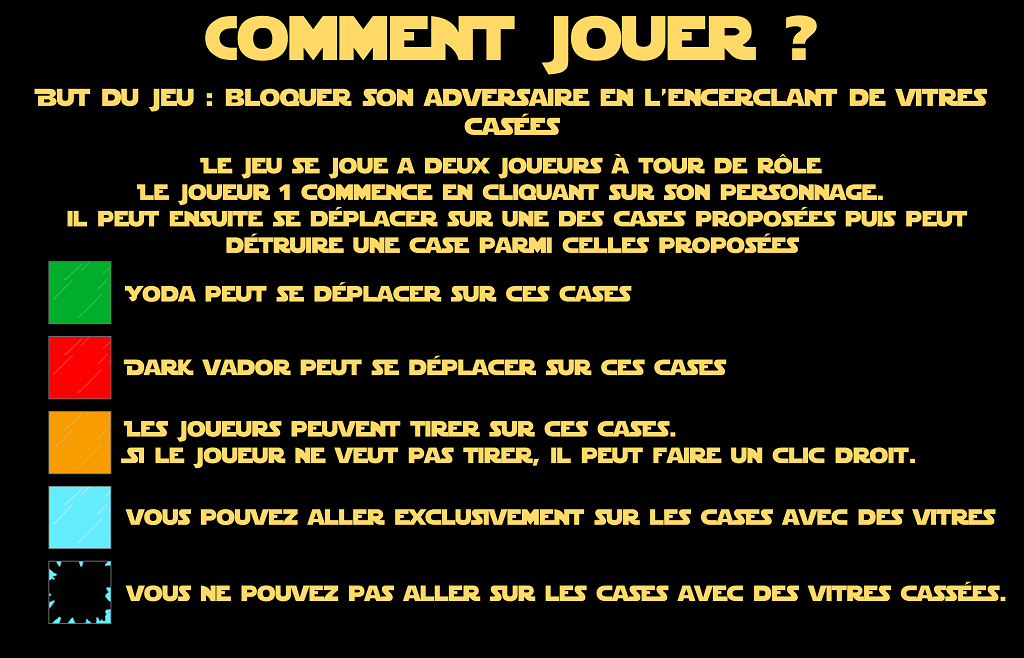 Comment jouer ?
But du jeu : bloquer son adversaire en l'encerclant de vitres
casées
Le jeu se joue a deux joueurs à tour de rôle
Le joueur 1 commence en cliquant sur son personnage.
il peut ensuite se déplacer sur une des cases proposées puis peut
détruire une case parmi celles proposées
Yoda peut se déplacer sur ces cases
Dark vador peut se déplacer sur ces cases
Les joueurs peuvent tirer sur ces cases.
Si le joueur ne veut pas tirer, il peut faire un clic droit.
vous pouvez aller exclusivement sur les cases avec des vitres
vous ne pouvez pas aller sur les cases avec des vitres cassées.